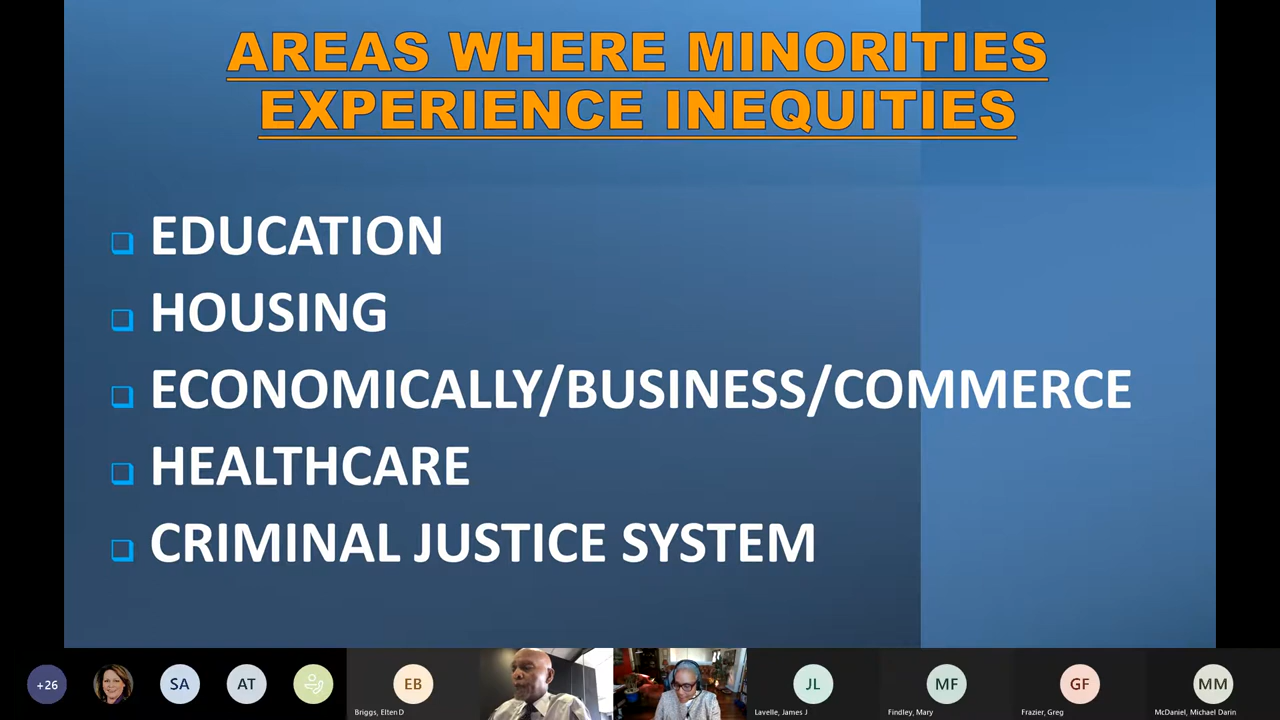 AREAS WHERE MINORITIES
EXPERIENCE INEQUITIES
EDUCATION
HOUSING
ECONOMICALLY/BUSINESS/COMMERCE
HEALTHCARE
CRIMINAL JUSTICE SYSTEM
+26
SA
AT
EB
JL
MF
GF
MM
Briggs, Elten D
Lavelle, James J
Findley, Mary
Frazier, Greg
McDaniel, Michael Darin